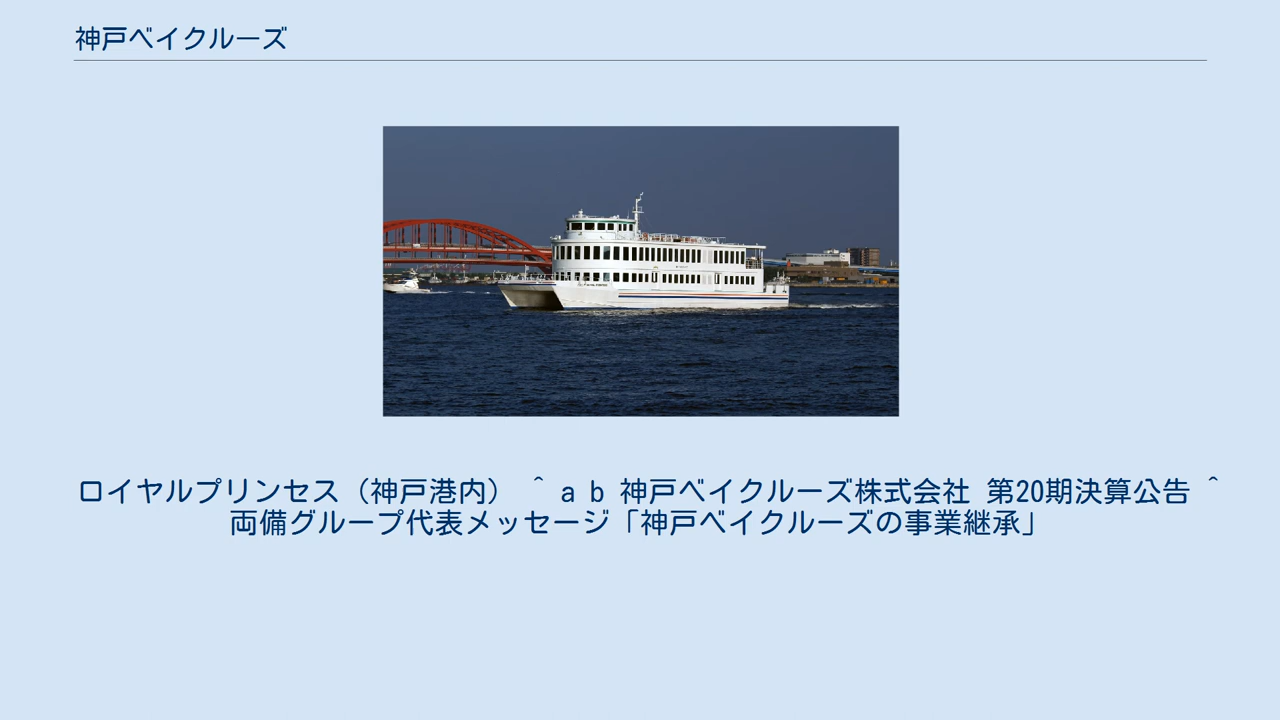 神戸ベイクルーズ
ロイヤルプリンセス（神戸港内） ^ a b 神戸ベイクルーズ株式会社 第20期決算公告 ^
両備グループ代表メッセージ「神戸ベイクルーズの事業継承」